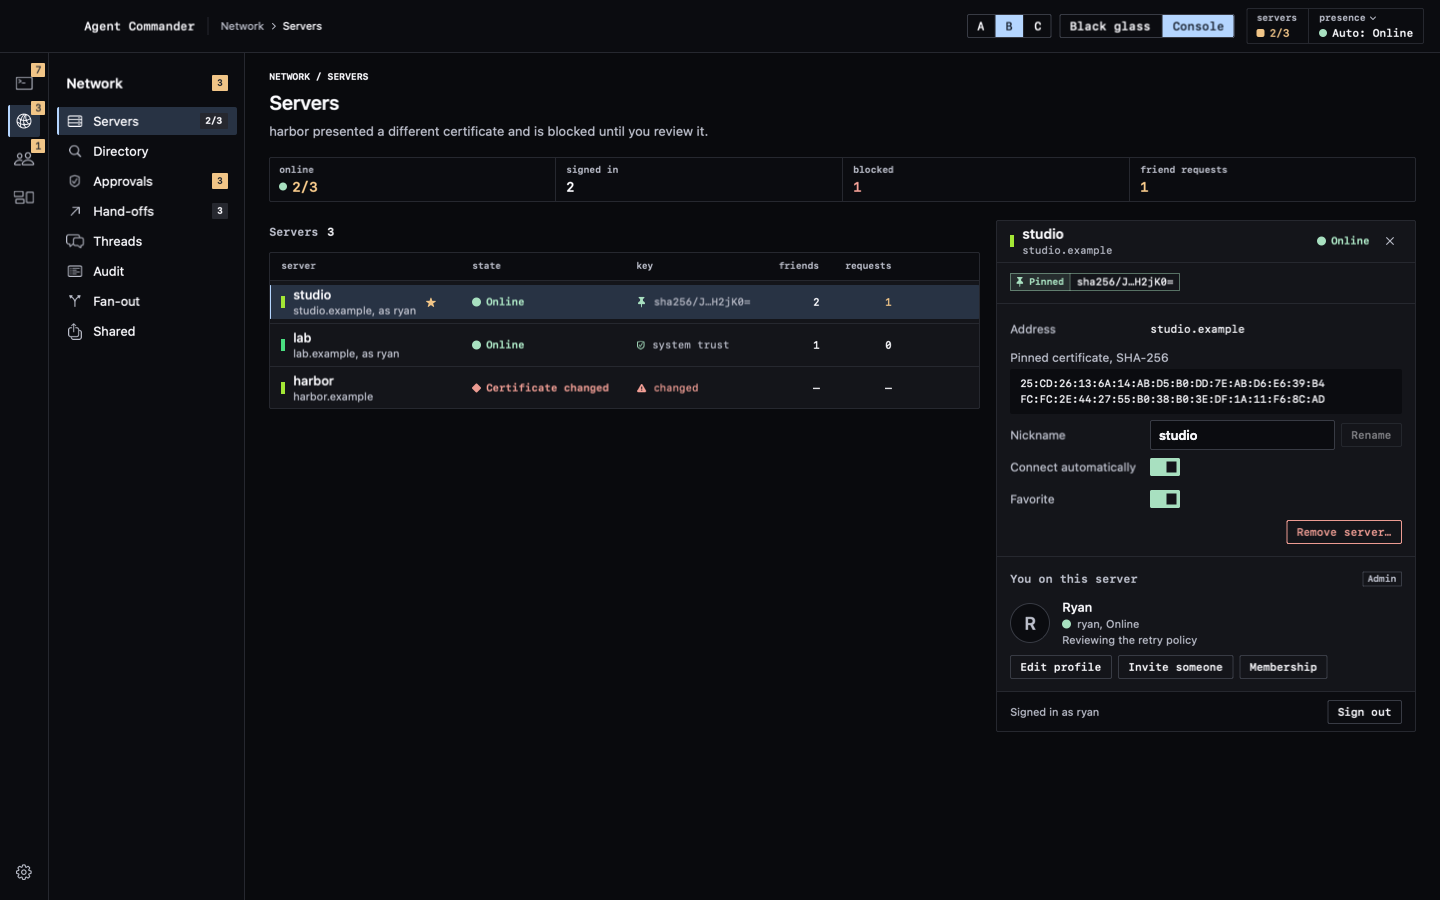 Agent Commander
Network > Servers
A B C
Black glass Console
servers
2/3
presence
Auto: Online
7
3
1
Network 3
Servers 2/3
Directory
Approvals 3
Hand-offs 3
Threads
Audit
Fan-out
Shared
NETWORK / SERVERS
Servers
harbor presented a different certificate and is blocked until you review it.
online
2/3
signed in
2
blocked
1
friend requests
1
Servers 3
server state key friends requests
studio
studio.example, as ryan
Online sha256/J…H2jK0= 2 1
lab
lab.example, as ryan
Online system trust 1 0
harbor
harbor.example
Certificate changed changed — —
studio
studio.example
Online
Pinned sha256/J…H2jK0=
Address studio.example
Pinned certificate, SHA-256
25:CD:26:13:6A:14:AB:D5:B0:DD:7E:AB:D6:E6:39:B4
FC:FC:2E:44:27:55:B0:38:B0:3E:DF:1A:11:F6:8C:AD
Nickname studio Rename
Connect automatically
Favorite
Remove server…
You on this server Admin
R
Ryan
ryan, Online
Reviewing the retry policy
Edit profile Invite someone Membership
Signed in as ryan Sign out